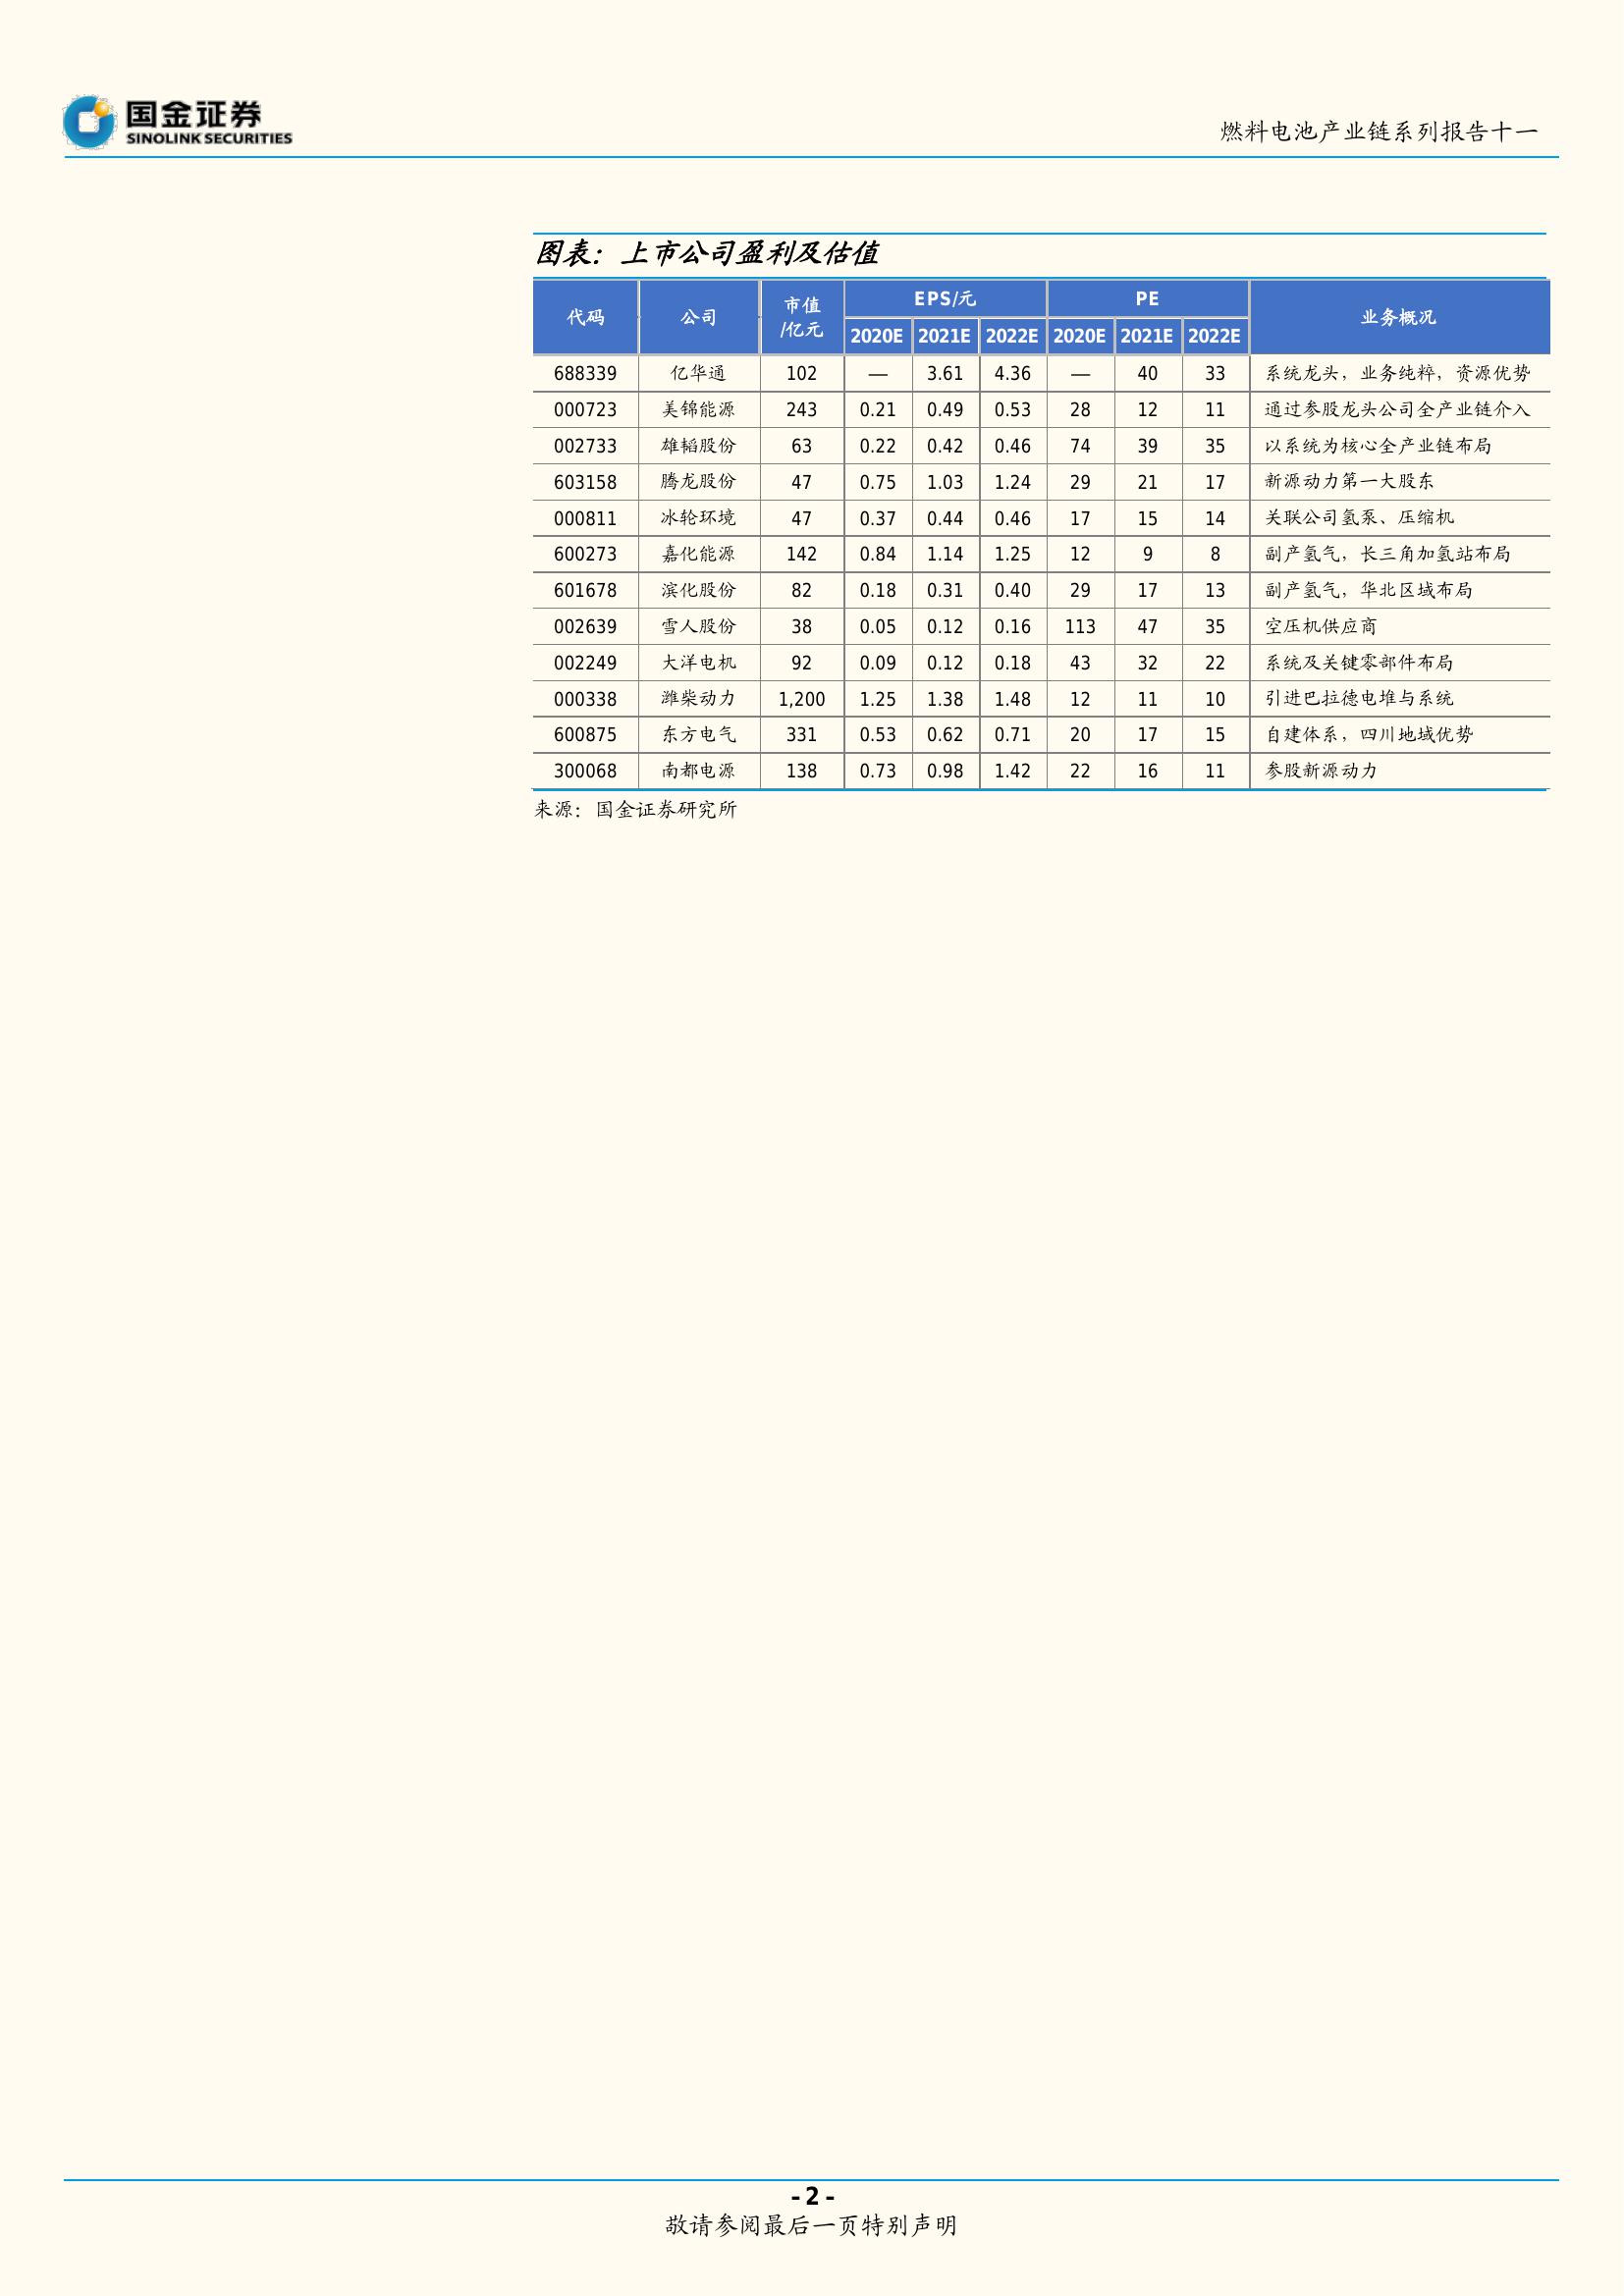 国金证券
SINOLINK SECURITIES
燃料电池产业链系列报告十一
图表：上市公司盈利及估值
代码 公司 市值/亿元 EPS/元 PE 业务概况
2020E 2021E 2022E 2020E 2021E 2022E
688339 亿华通 102 — 3.61 4.36 — 40 33 系统龙头，业务纯粹，资源优势
000723 美锦能源 243 0.21 0.49 0.53 28 12 11 通过参股龙头公司全产业链介入
002733 雄韬股份 63 0.22 0.42 0.46 74 39 35 以系统为核心全产业链布局
603158 腾龙股份 47 0.75 1.03 1.24 29 21 17 新源动力第一大股东
000811 冰轮环境 47 0.37 0.44 0.46 17 15 14 关联公司氢泵、压缩机
600273 嘉化能源 142 0.84 1.14 1.25 12 9 8 副产氢气，长三角加氢站布局
601678 滨化股份 82 0.18 0.31 0.40 29 17 13 副产氢气，华北区域布局
002639 雪人股份 38 0.05 0.12 0.16 113 47 35 空压机供应商
002249 大洋电机 92 0.09 0.12 0.18 43 32 22 系统及关键零部件布局
000338 潍柴动力 1,200 1.25 1.38 1.48 12 11 10 引进巴拉德电堆与系统
600875 东方电气 331 0.53 0.62 0.71 20 17 15 自建体系，四川地域优势
300068 南都电源 138 0.73 0.98 1.42 22 16 11 参股新源动力
来源：国金证券研究所
- 2 -
敬请参阅最后一页特别声明